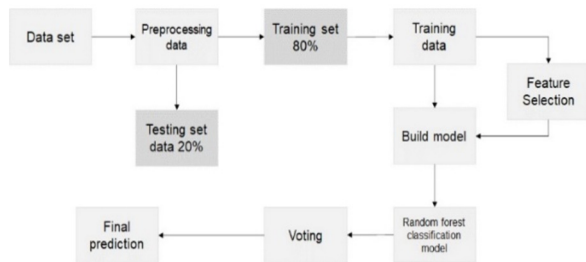 Data set
Preprocessing
data
Training set
80%
Training
data
Feature
Selection
Testing set
data 20%
Build model
Final
prediction
Voting
Random forest
classification
model